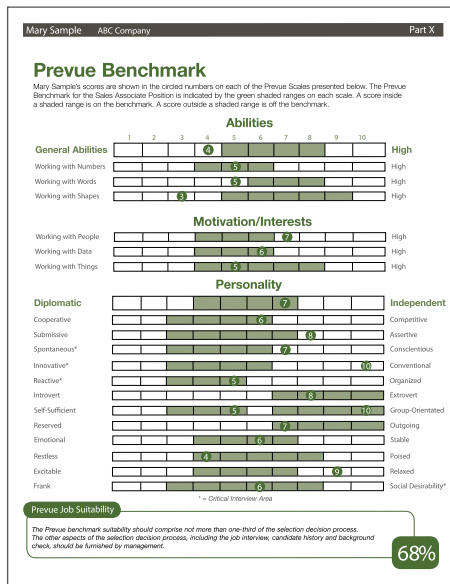 Mary Sample ABC Company Part X
Prevue Benchmark
Mary Sample's scores are shown in the circled numbers on each of the Prevue Scales presented below. The Prevue
Benchmark for the Sales Associate Position is indicated by the green shaded ranges on each scale. A score inside
a shaded range is on the benchmark. A score outside a shaded range is off the benchmark.
Abilities
1 2 3 4 5 6 7 8 9 10
General Abilities 4 High
Working with Numbers 5 High
Working with Words 5 High
Working with Shapes 3 High
Motivation/Interests
Working with People 7 High
Working with Data 6 High
Working with Things 5 High
Personality
Diplomatic 7 Independent
Cooperative 6 Competitive
Submissive 8 Assertive
Spontaneous* 7 Conscientious
Innovative* 10 Conventional
Reactive* 5 Organized
Introvert 8 Extrovert
Self-Sufficient 5 10 Group-Orientated
Reserved 7 Outgoing
Emotional 6 Stable
Restless 4 Poised
Excitable 9 Relaxed
Frank 6 Social Desirability*
* = Critical Interview Area
Prevue Job Suitability
The Prevue benchmark suitability should comprise not more than one-third of the selection decision process.
The other aspects of the selection decision process, including the job interview, candidate history and background
check, should be furnished by management.
68%